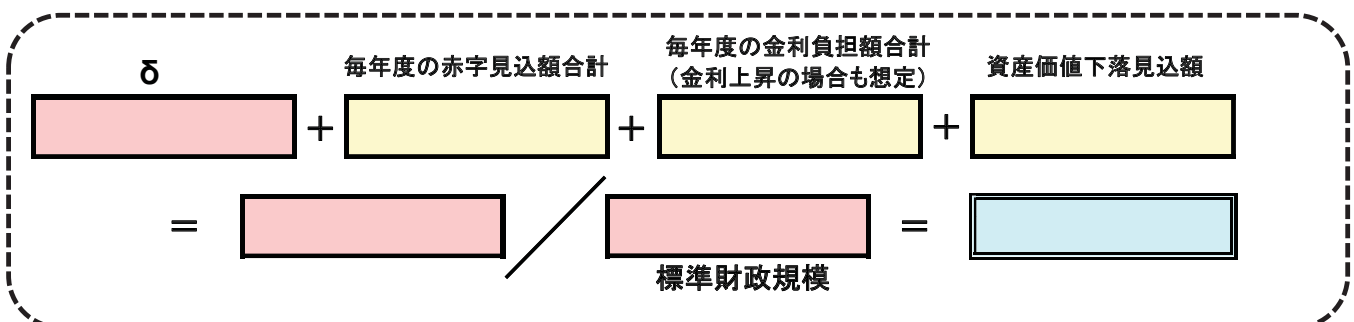 δ
毎年度の赤字見込額合計
毎年度の金利負担額合計
(金利上昇の場合も想定)
資産価値下落見込額
+
+
+
=
/
=
標準財政規模